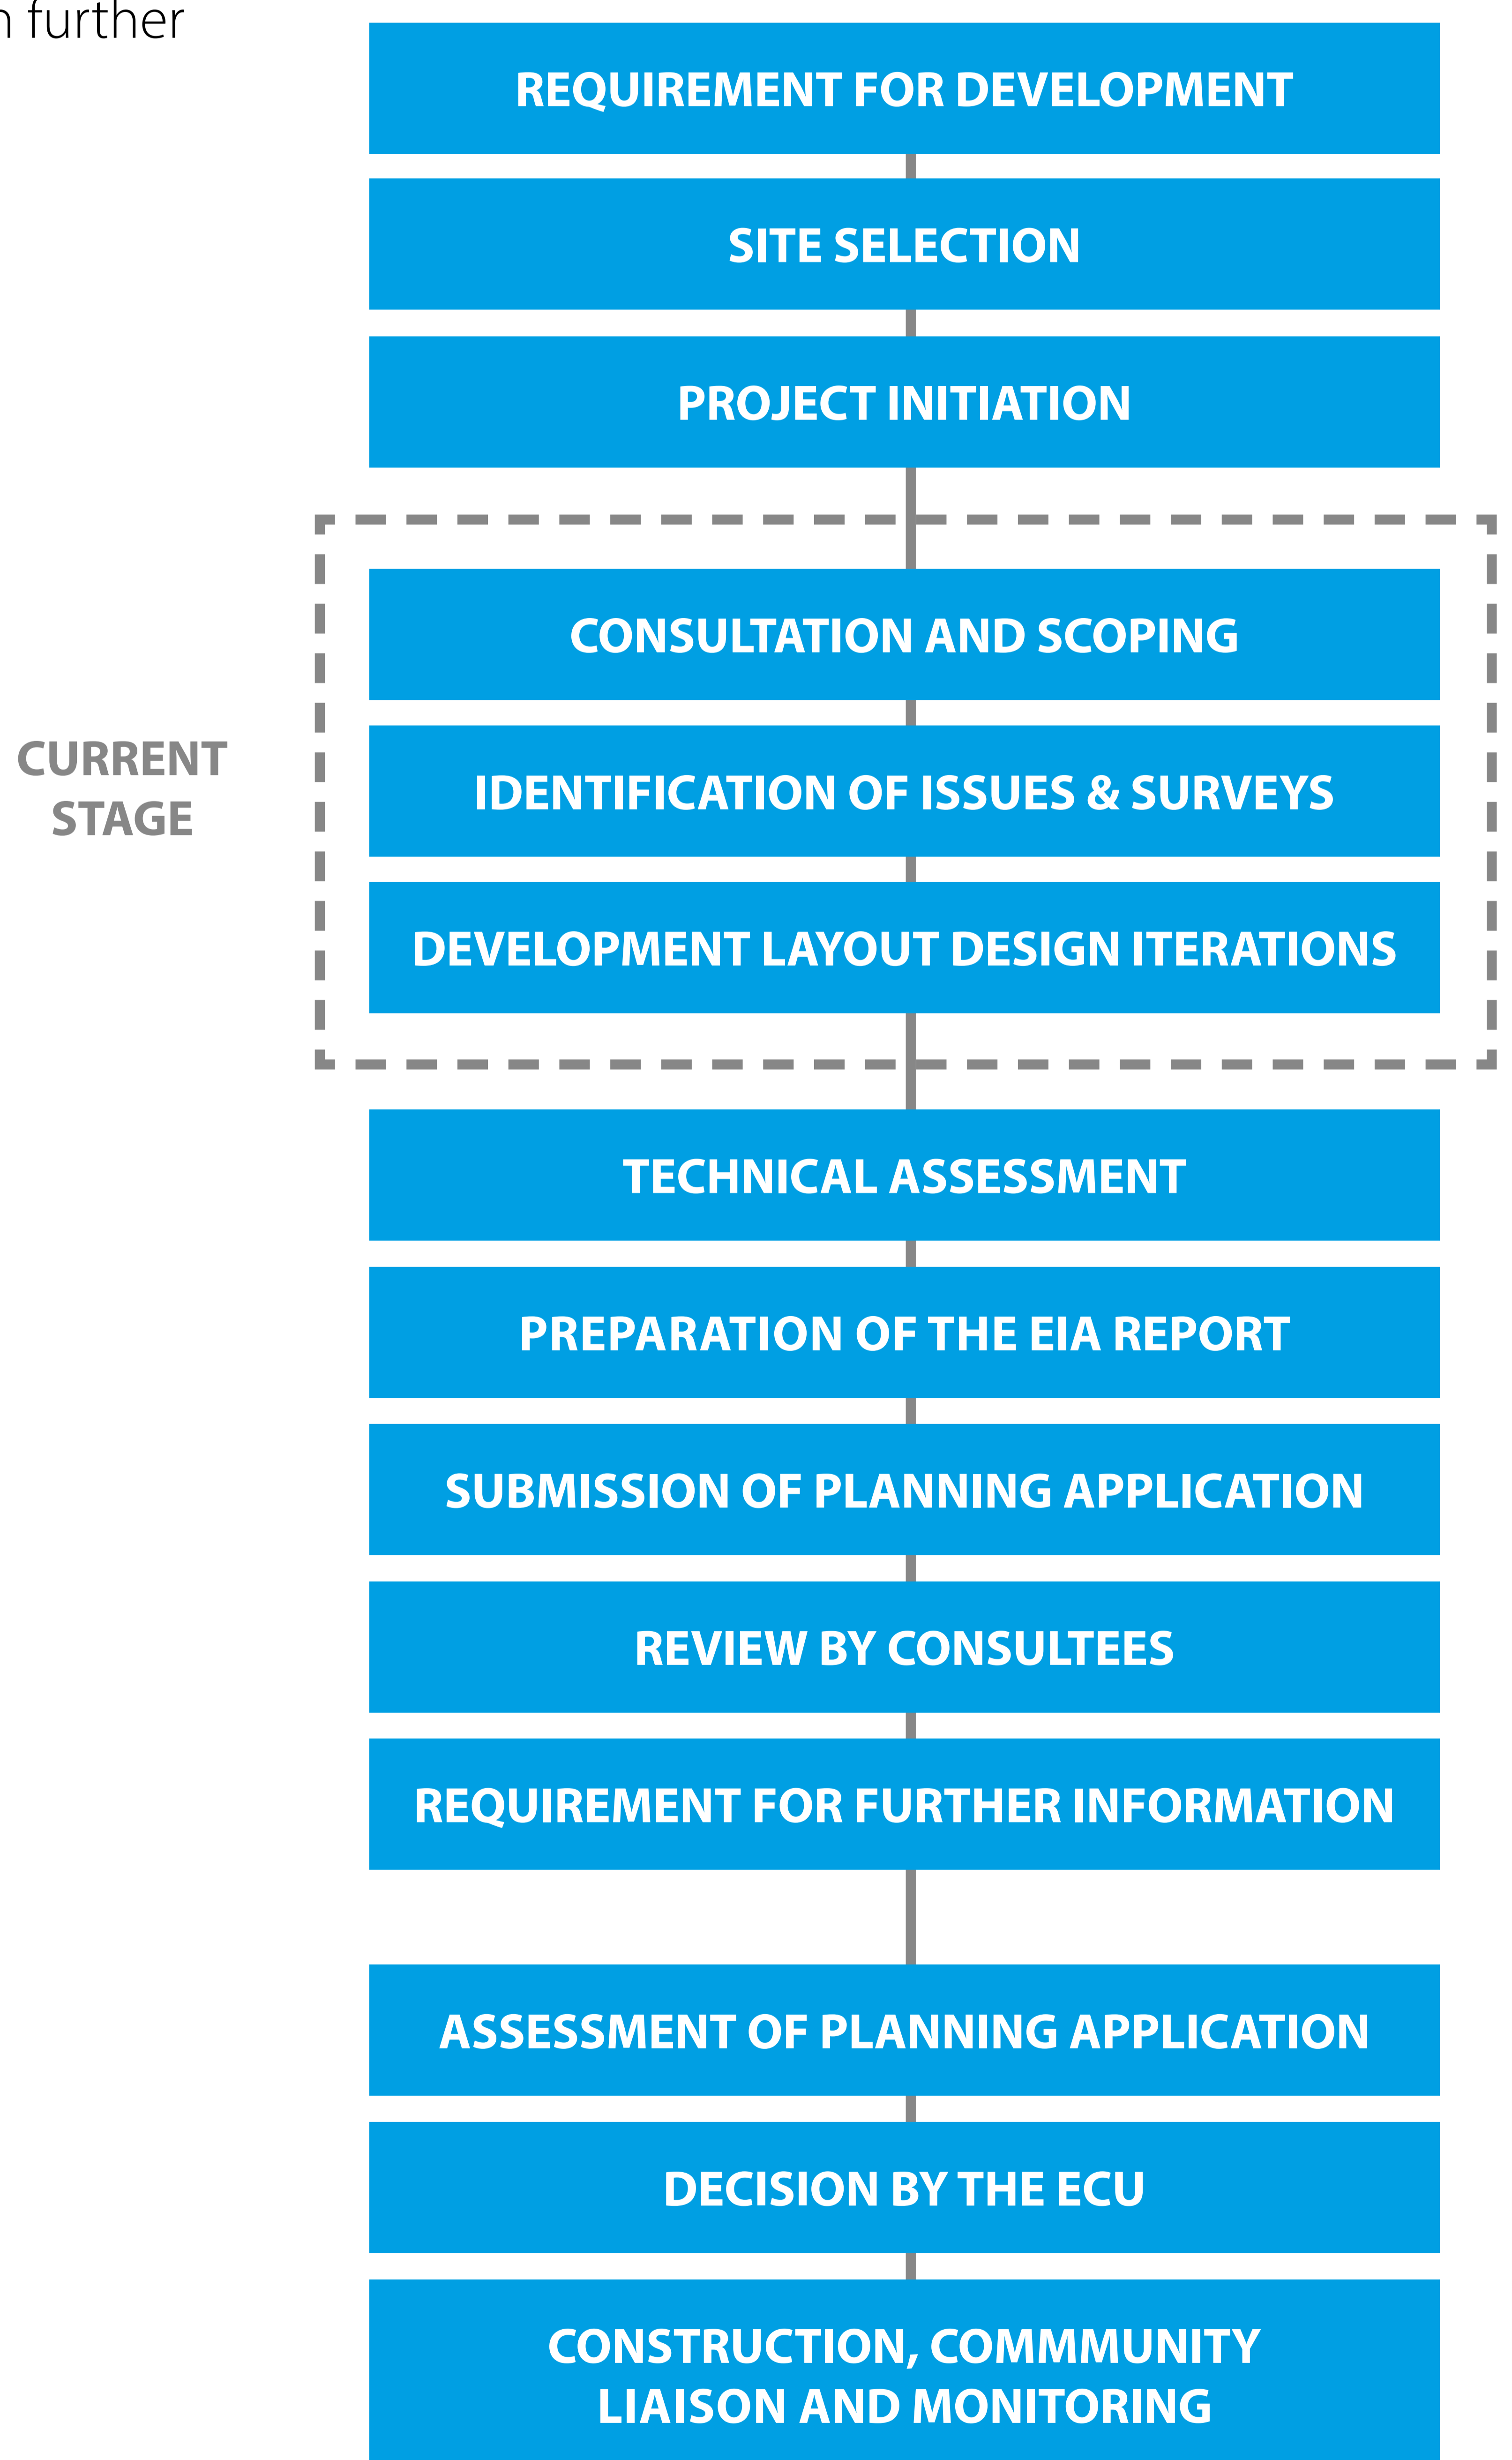 further
REQUIREMENT FOR DEVELOPMENT
SITE SELECTION
PROJECT INITIATION
CONSULTATION AND SCOPING
CURRENT
STAGE
IDENTIFICATION OF ISSUES & SURVEYS
DEVELOPMENT LAYOUT DESIGN ITERATIONS
TECHNICAL ASSESSMENT
PREPARATION OF THE EIA REPORT
SUBMISSION OF PLANNING APPLICATION
REVIEW BY CONSULTEES
REQUIREMENT FOR FURTHER INFORMATION
ASSESSMENT OF PLANNING APPLICATION
DECISION BY THE ECU
CONSTRUCTION, COMMMUNITY
LIAISON AND MONITORING